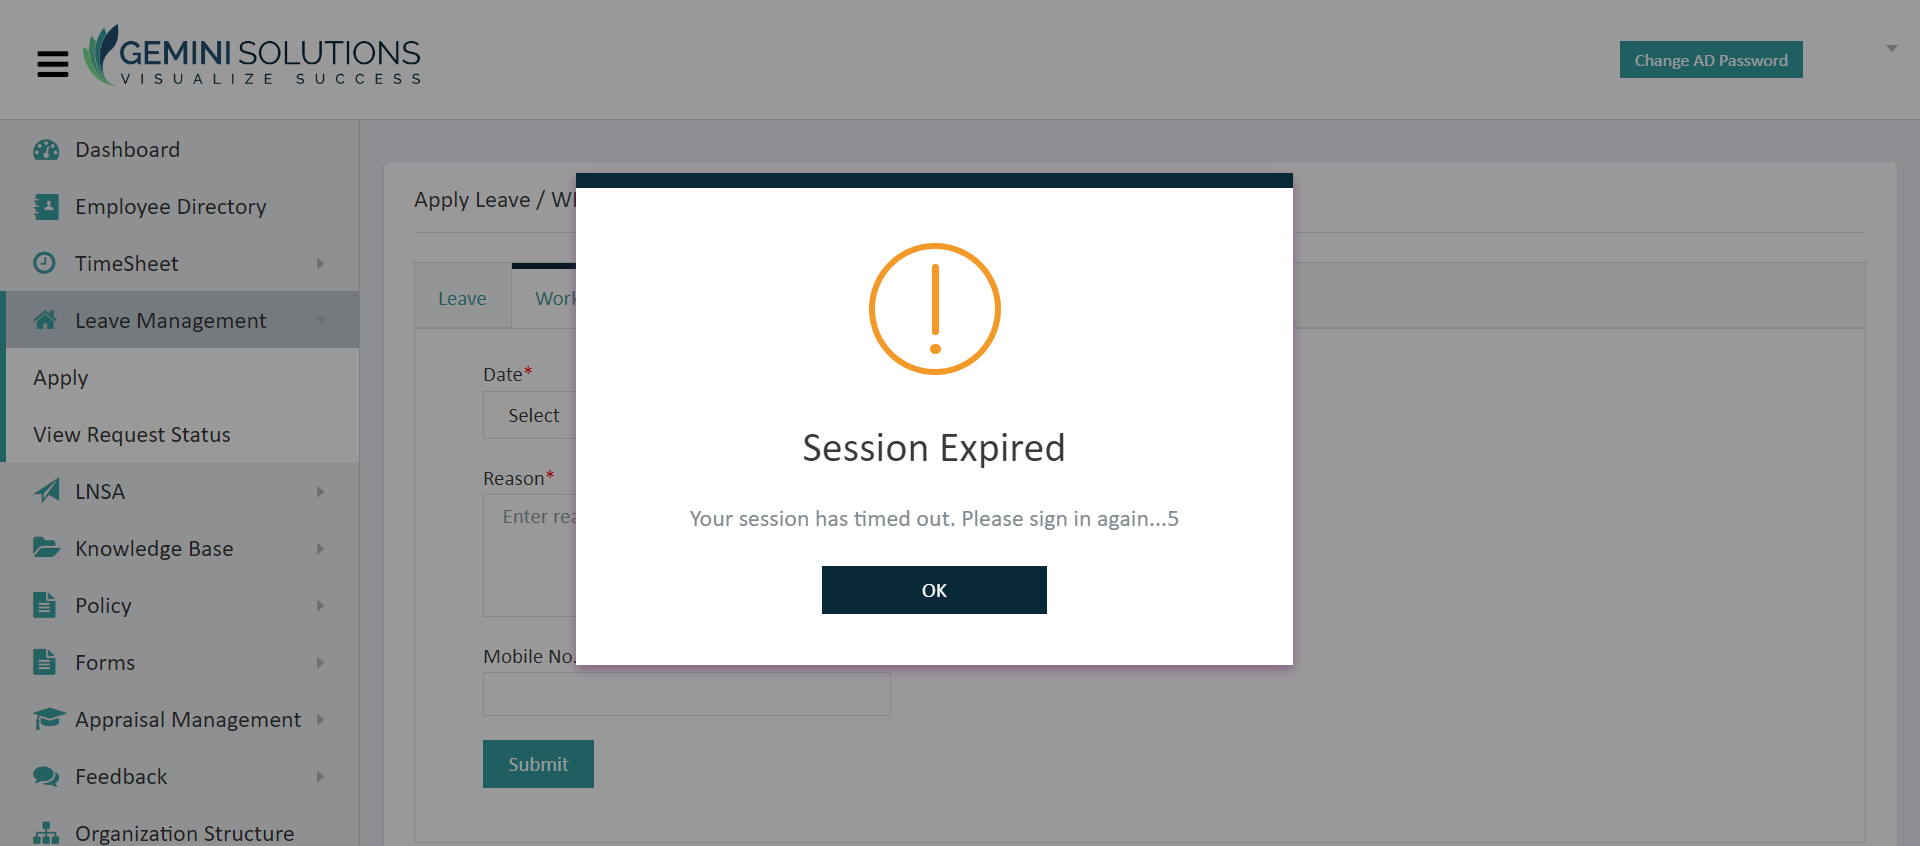 GEMINI SOLUTIONS
VISUALIZE SUCCESS
Change AD Password
Dashboard
Employee Directory
TimeSheet
Leave Management
Apply
View Request Status
LNSA
Knowledge Base
Policy
Forms
Appraisal Management
Feedback
Organization Structure
Apply Leave /
Leave
Work
Date*
Select
Reason*
Enter
Mobile No.
Submit
Session Expired
Your session has timed out. Please sign in again...5
OK